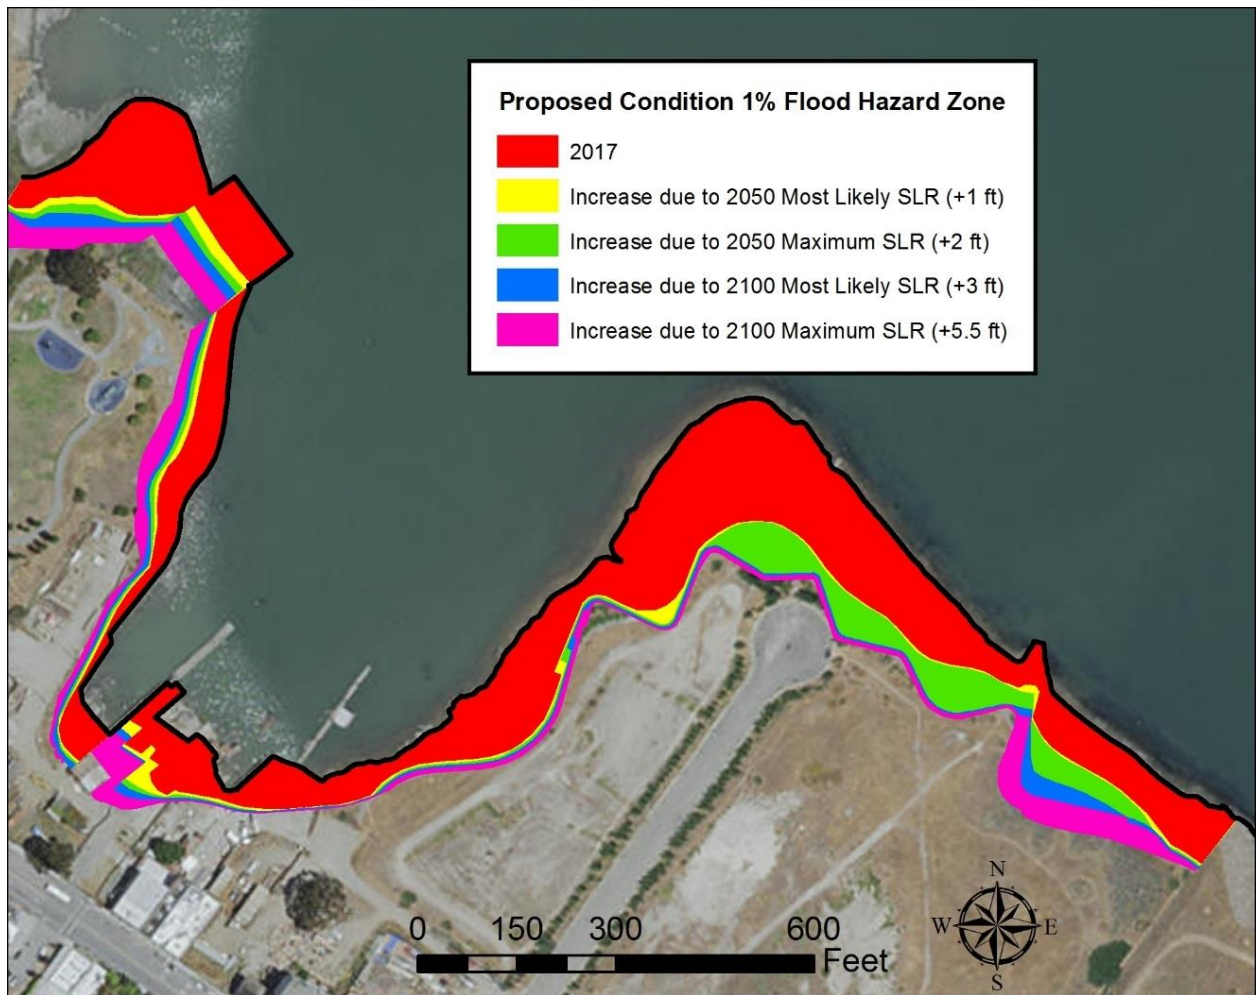 Proposed Condition 1% Flood Hazard Zone
2017
Increase due to 2050 Most Likely SLR (+1 ft)
Increase due to 2050 Maximum SLR (+2 ft)
Increase due to 2100 Most Likely SLR (+3 ft)
Increase due to 2100 Maximum SLR (+5.5 ft)
N
W E
S
0 150 300 600
Feet